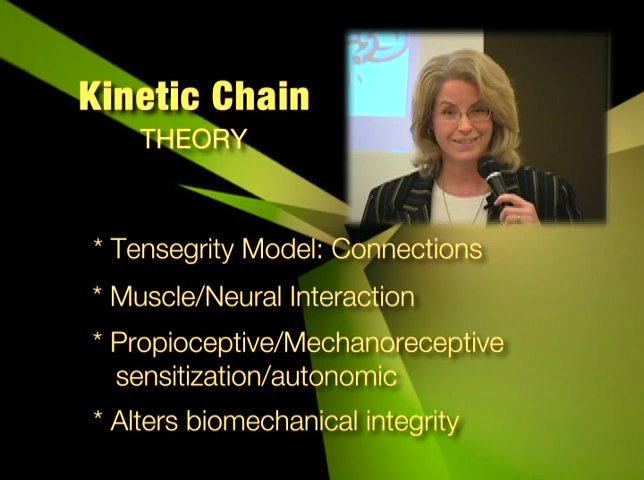 Kinetic Chain
THEORY
* Tensegrity Model: Connections
* Muscle/Neural Interaction
* Propioceptive/Mechanoreceptive
sensitization/autonomic
* Alters biomechanical integrity